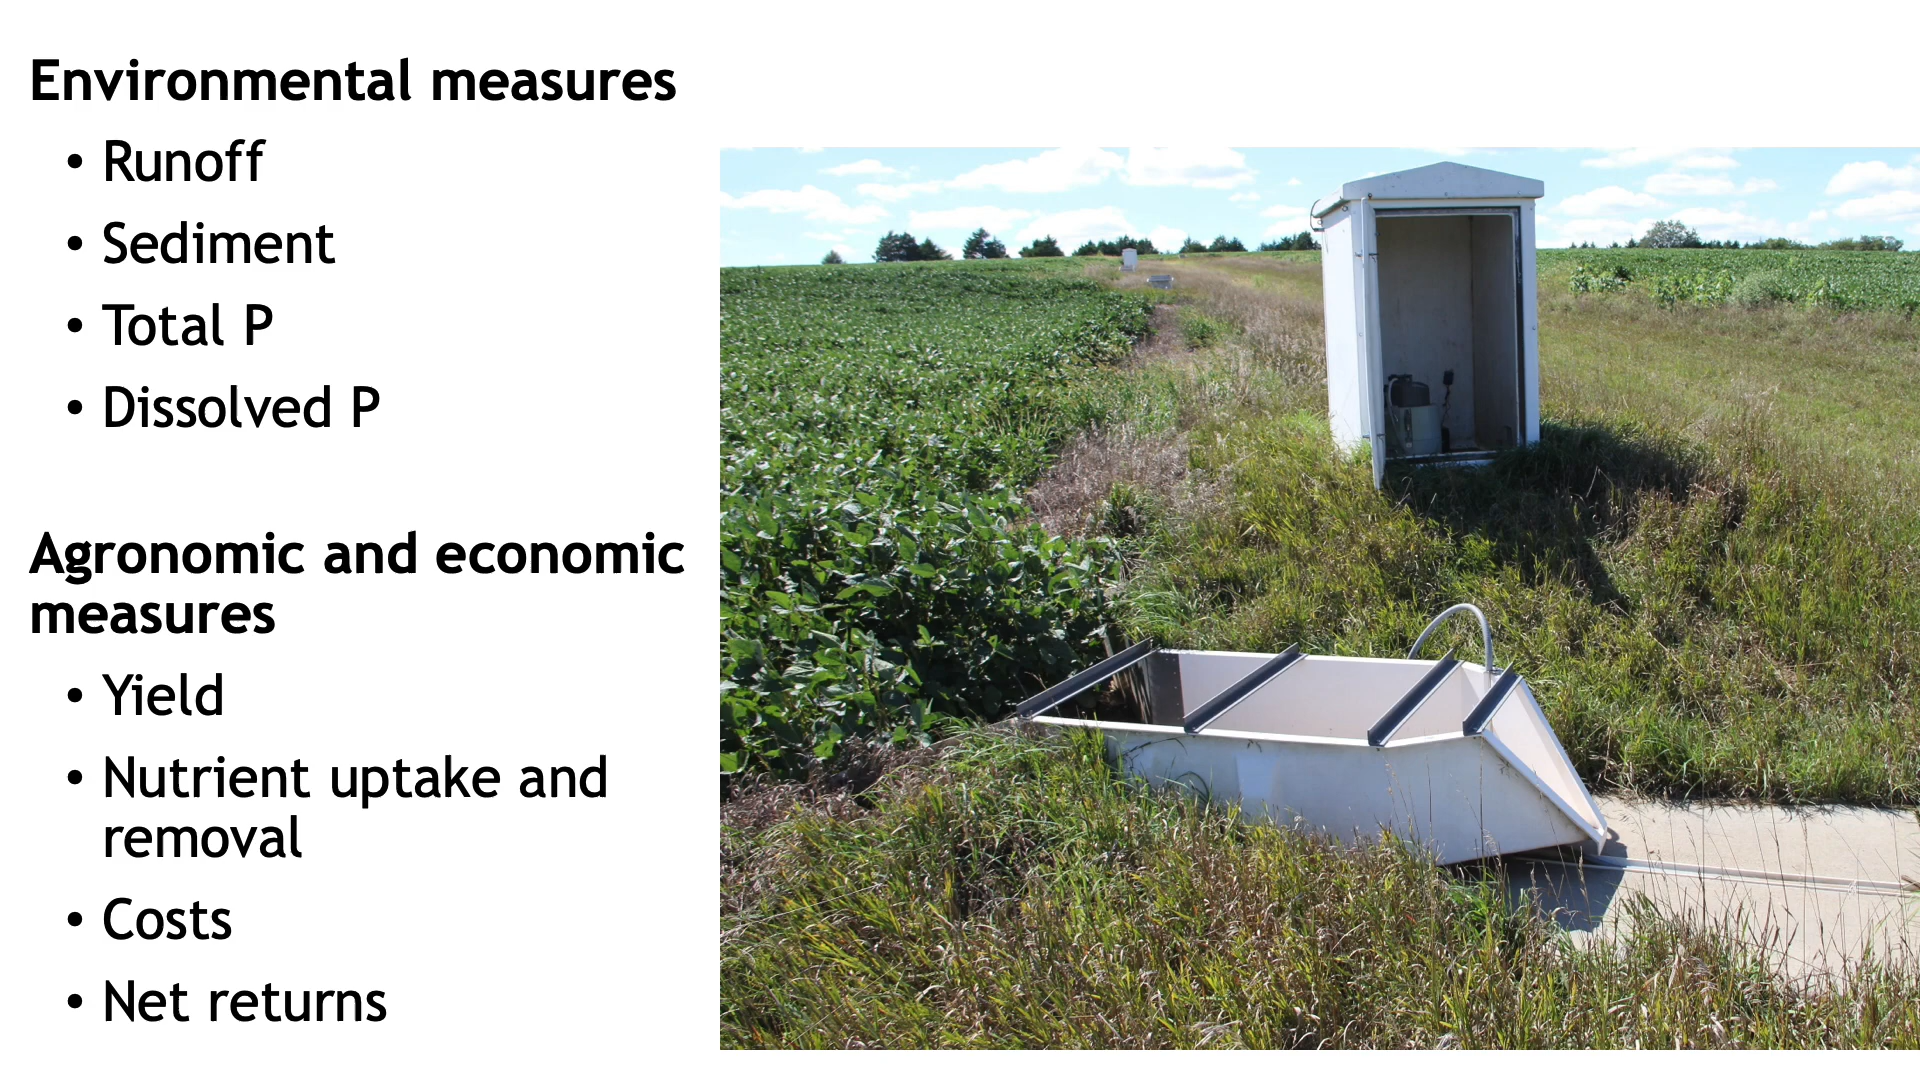 Environmental measures
• Runoff
• Sediment
• Total P
• Dissolved P
Agronomic and economic
measures
• Yield
• Nutrient uptake and
removal
• Costs
• Net returns